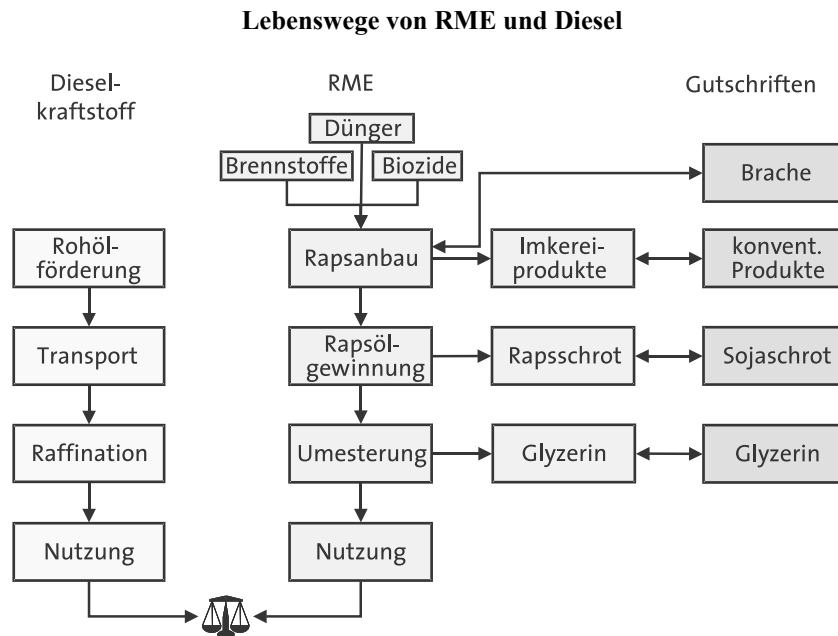 Lebenswege von RME und Diesel
Diesel-
kraftstoff
RME
Gutschriften
Dünger
Brennstoffe
Biozide
Brache
Rohöl-
förderung
Rapsanbau
Imkerei-
produkte
konvent.
Produkte
Transport
Rapsöl-
gewinnung
Rapsschrot
Sojaschrot
Raffination
Umesterung
Glyzerin
Glyzerin
Nutzung
Nutzung